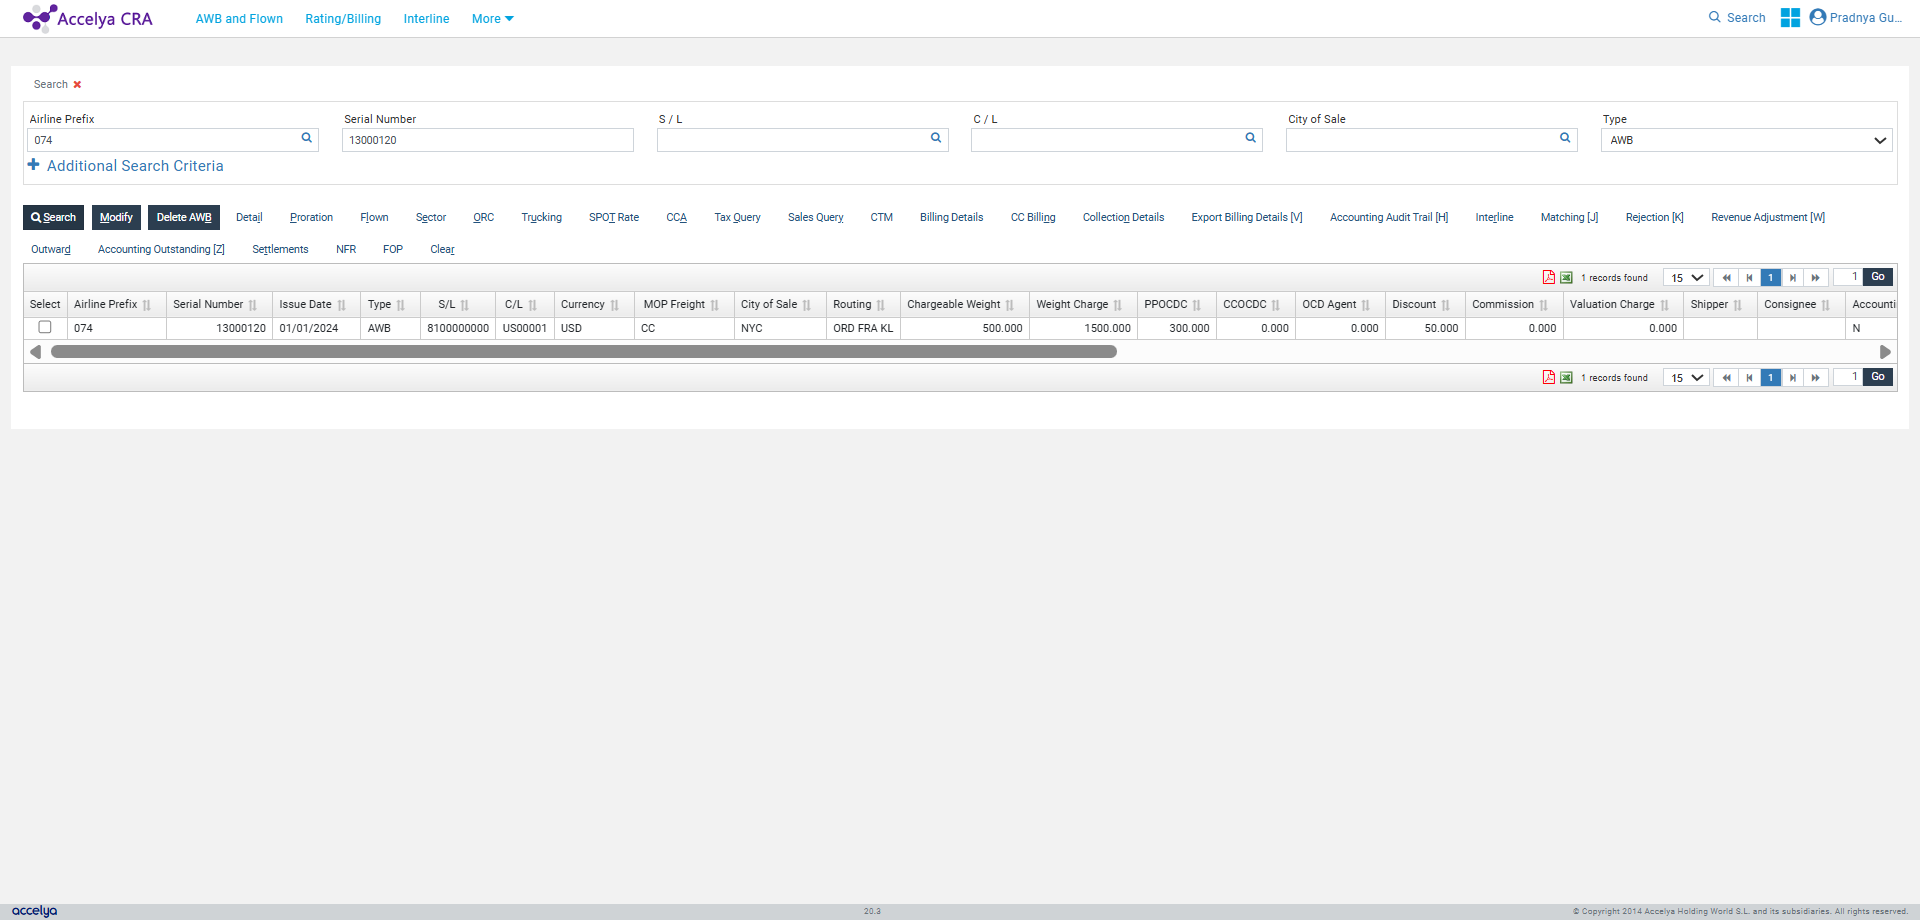 Accelya CRA AWB and Flown Rating/Billing Interline More Search Pradnya Gu...
Search
Airline Prefix Serial Number S / L C / L City of Sale Type
074 13000120 AWB
Additional Search Criteria
Search Modify Delete AWB Detail Proration Flown Sector ORC Trucking SPOT Rate CCA Tax Query Sales Query CTM Billing Details CC Billing Collection Details Export Billing Details [V] Accounting Audit Trail [H] Interline Matching [J] Rejection [K] Revenue Adjustment [W]
Outward Accounting Outstanding [Z] Settlements NFR FOP Clear
1 records found 15 1 1 Go
Select Airline Prefix Serial Number Issue Date Type S/L C/L Currency MOP Freight City of Sale Routing Chargeable Weight Weight Charge PPOCDC CCOCDC OCD Agent Discount Commission Valuation Charge Shipper Consignee Accounti
074 13000120 01/01/2024 AWB 8100000000 US00001 USD CC NYC ORD FRA KL 500.000 1500.000 300.000 0.000 0.000 50.000 0.000 0.000 N
1 records found 15 1 1 Go
accelya 20.3 © Copyright 2014 Accelya Holding World S.L. and its subsidiaries. All rights reserved.